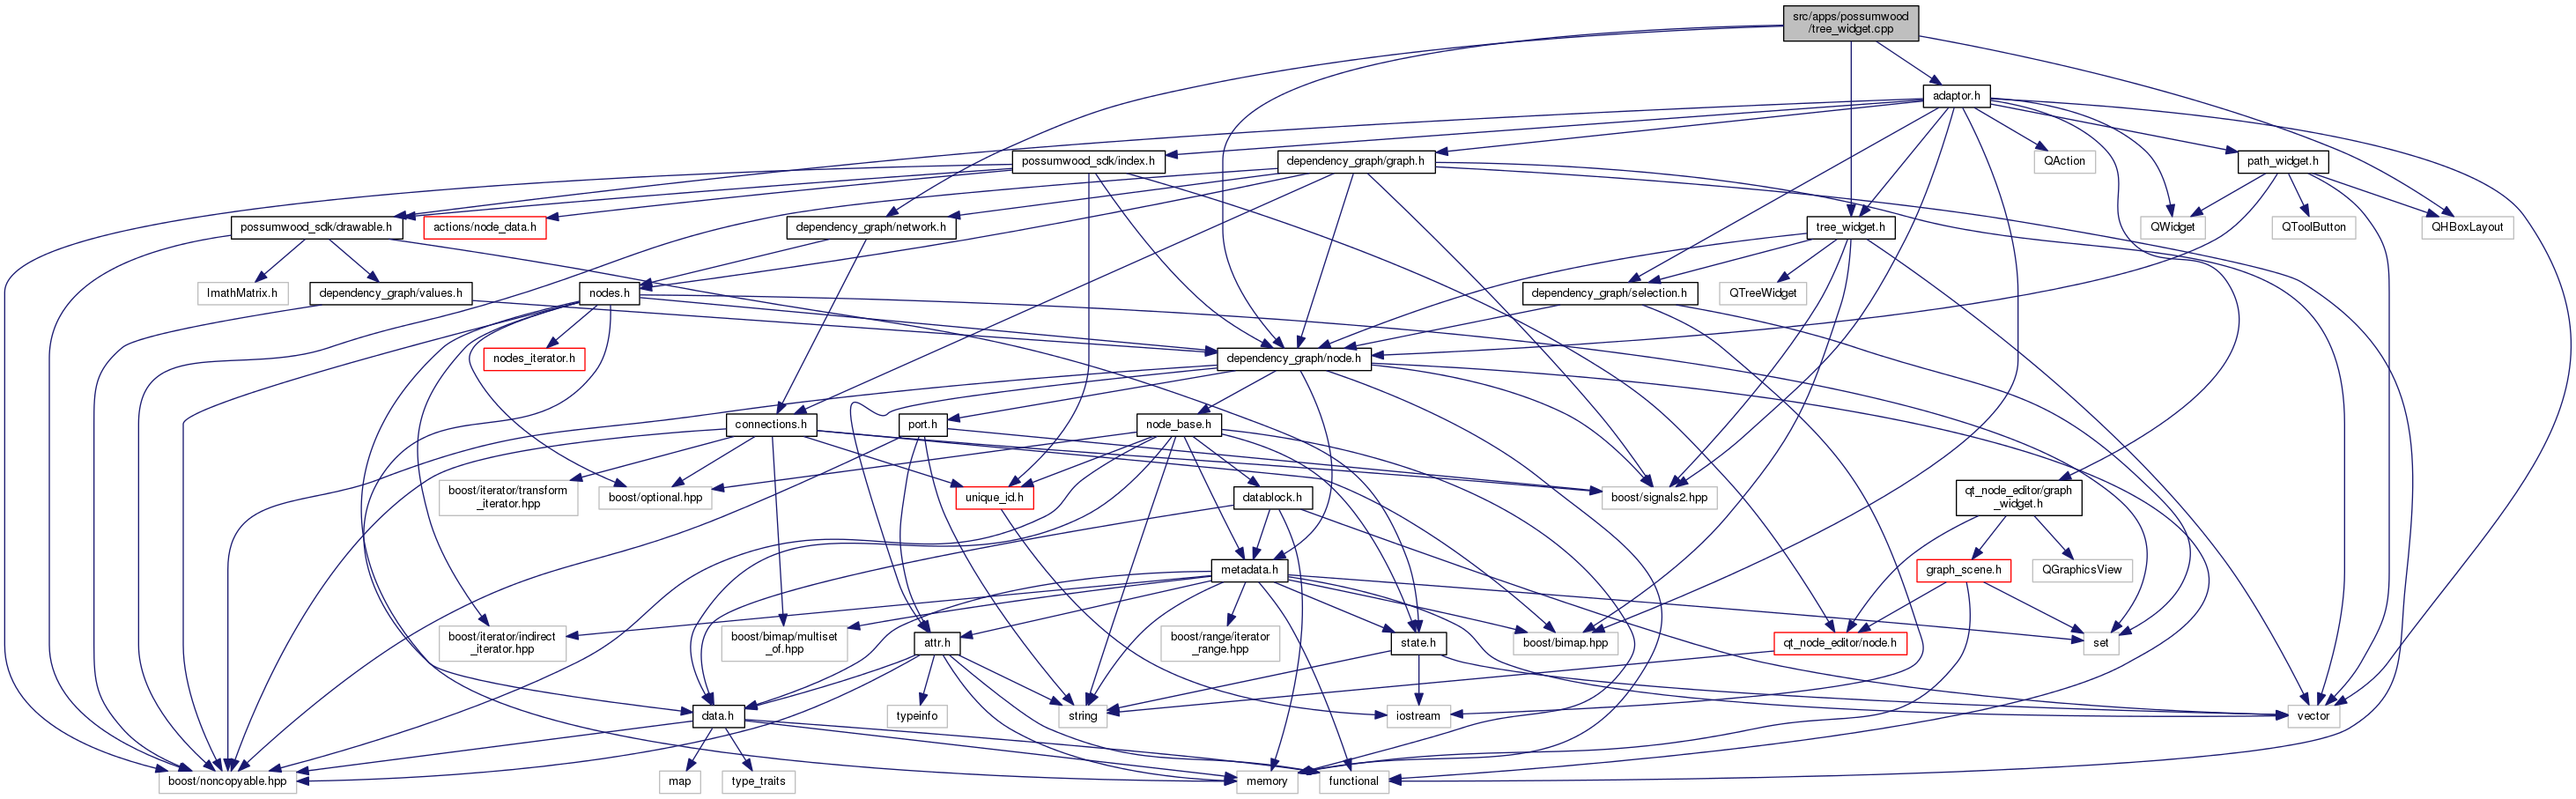 src/apps/possumwood
/tree_widget.cpp
adaptor.h
possumwood_sdk/index.h
dependency_graph/graph.h
QAction
path_widget.h
possumwood_sdk/drawable.h
actions/node_data.h
dependency_graph/network.h
tree_widget.h
QWidget
QToolButton
QHBoxLayout
ImathMatrix.h
dependency_graph/values.h
nodes.h
dependency_graph/selection.h
QTreeWidget
nodes_iterator.h
dependency_graph/node.h
connections.h
port.h
node_base.h
boost/iterator/transform
_iterator.hpp
boost/optional.hpp
unique_id.h
datablock.h
boost/signals2.hpp
qt_node_editor/graph
_widget.h
metadata.h
graph_scene.h
QGraphicsView
boost/iterator/indirect
_iterator.hpp
boost/bimap/multiset
_of.hpp
attr.h
boost/range/iterator
_range.hpp
state.h
boost/bimap.hpp
qt_node_editor/node.h
set
data.h
typeinfo
string
iostream
vector
boost/noncopyable.hpp
map
type_traits
memory
functional